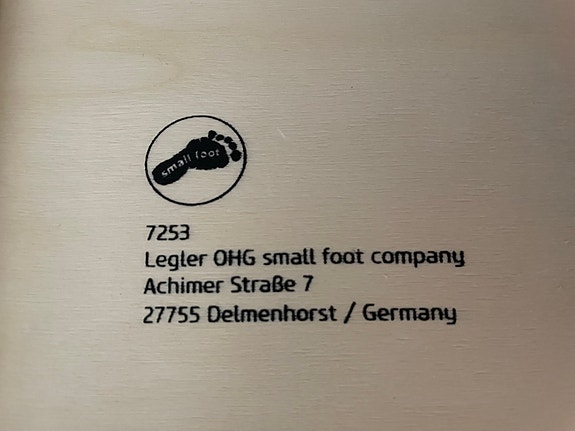 small foot
7253
Legler OHG small foot company
Achimer Straße 7
27755 Delmenhorst / Germany